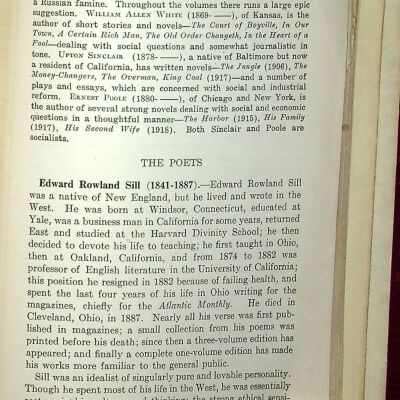 a Russian famine. Throughout the volumes there runs a large epic
suggestion. WILLIAM ALLEN WHITE (1869- ), of Kansas, is the
author of short stories and novels—The Court of Boyville, In Our
Town, A Certain Rich Man, The Old Order Changeth, In the Heart of a
Fool—dealing with social questions and somewhat journalistic in
tone. UPTON SINCLAIR (1878- ), a native of Baltimore but now
a resident of California, has written novels—The Jungle (1906), The
Money-Changers, The Overman, King Coal (1917)—and a number of
plays and essays, which are concerned with social and industrial
reform. ERNEST POOLE (1880- ), of Chicago and New York, is
the author of several strong novels dealing with social and economic
questions in a thoughtful manner—The Harbor (1915), His Family
(1917), His Second Wife (1918). Both Sinclair and Poole are
socialists.
THE POETS
Edward Rowland Sill (1841-1887).—Edward Rowland Sill
was a native of New England, but he lived and wrote in the
West. He was born at Windsor, Connecticut, educated at
Yale, was a business man in California for some years, returned
East and studied at the Harvard Divinity School; he then
decided to devote his life to teaching; he first taught in Ohio,
then at Oakland, California, and from 1874 to 1882 was
professor of English literature in the University of California;
this position he resigned in 1882 because of failing health, and
spent the last four years of his life in Ohio writing for the
magazines, chiefly for the Atlantic Monthly. He died in
Cleveland, Ohio, in 1887. Nearly all his verse was first pub-
lished in magazines; a small collection from his poems was
printed before his death; since then a three-volume edition has
appeared; and finally a complete one-volume edition has made
his works more familiar to the general public.
Sill was an idealist of singularly pure and lovable personality.
Though he spent most of his life in the West, he was essentially
thinking; the strong ethical sensi-